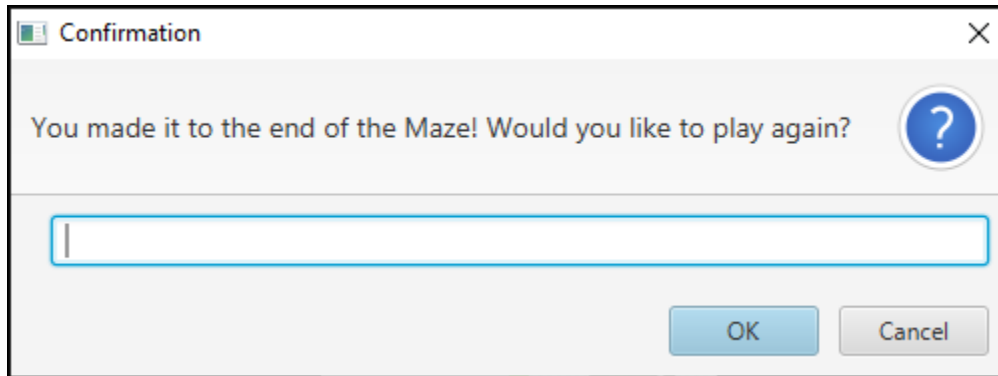 Confirmation
You made it to the end of the Maze! Would you like to play again?
?
OK
Cancel